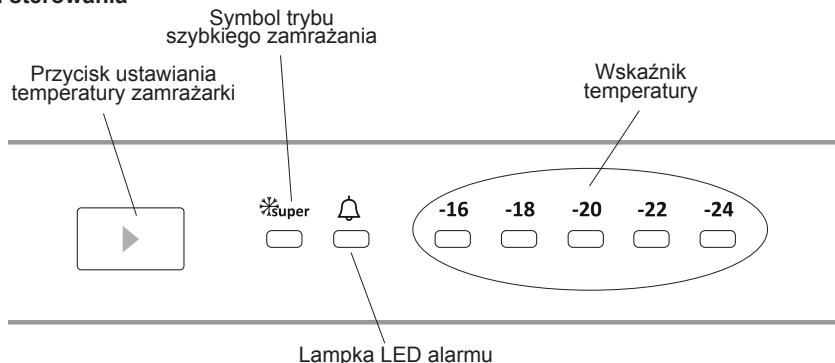 sterowania
Symbol trybu
szybkiego zamrażania
Przycisk ustawiania
temperatury zamrażarki
Wskaźnik
temperatury
super
-16 -18 -20 -22 -24
Lampka LED alarmu